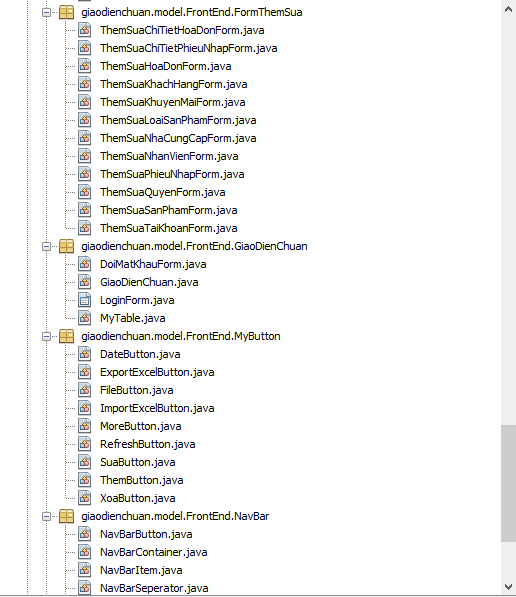 giaodienchuan.model.FrontEnd.FormThemSua
ThemSuaChiTietHoaDonForm.java
ThemSuaChiTietPhieuNhapForm.java
ThemSuaHoaDonForm.java
ThemSuaKhachHangForm.java
ThemSuaKhuyenMaiForm.java
ThemSuaLoaiSanPhamForm.java
ThemSuaNhaCungCapForm.java
ThemSuaNhanVienForm.java
ThemSuaPhieuNhapForm.java
ThemSuaQuyenForm.java
ThemSuaSanPhamForm.java
ThemSuaTaiKhoanForm.java
giaodienchuan.model.FrontEnd.GiaoDienChuan
DoiMatKhauForm.java
GiaoDienChuan.java
LoginForm.java
MyTable.java
giaodienchuan.model.FrontEnd.MyButton
DateButton.java
ExportExcelButton.java
FileButton.java
ImportExcelButton.java
MoreButton.java
RefreshButton.java
SuaButton.java
ThemButton.java
XoaButton.java
giaodienchuan.model.FrontEnd.NavBar
NavBarButton.java
NavBarContainer.java
NavBarItem.java
NavBarSeperator.java